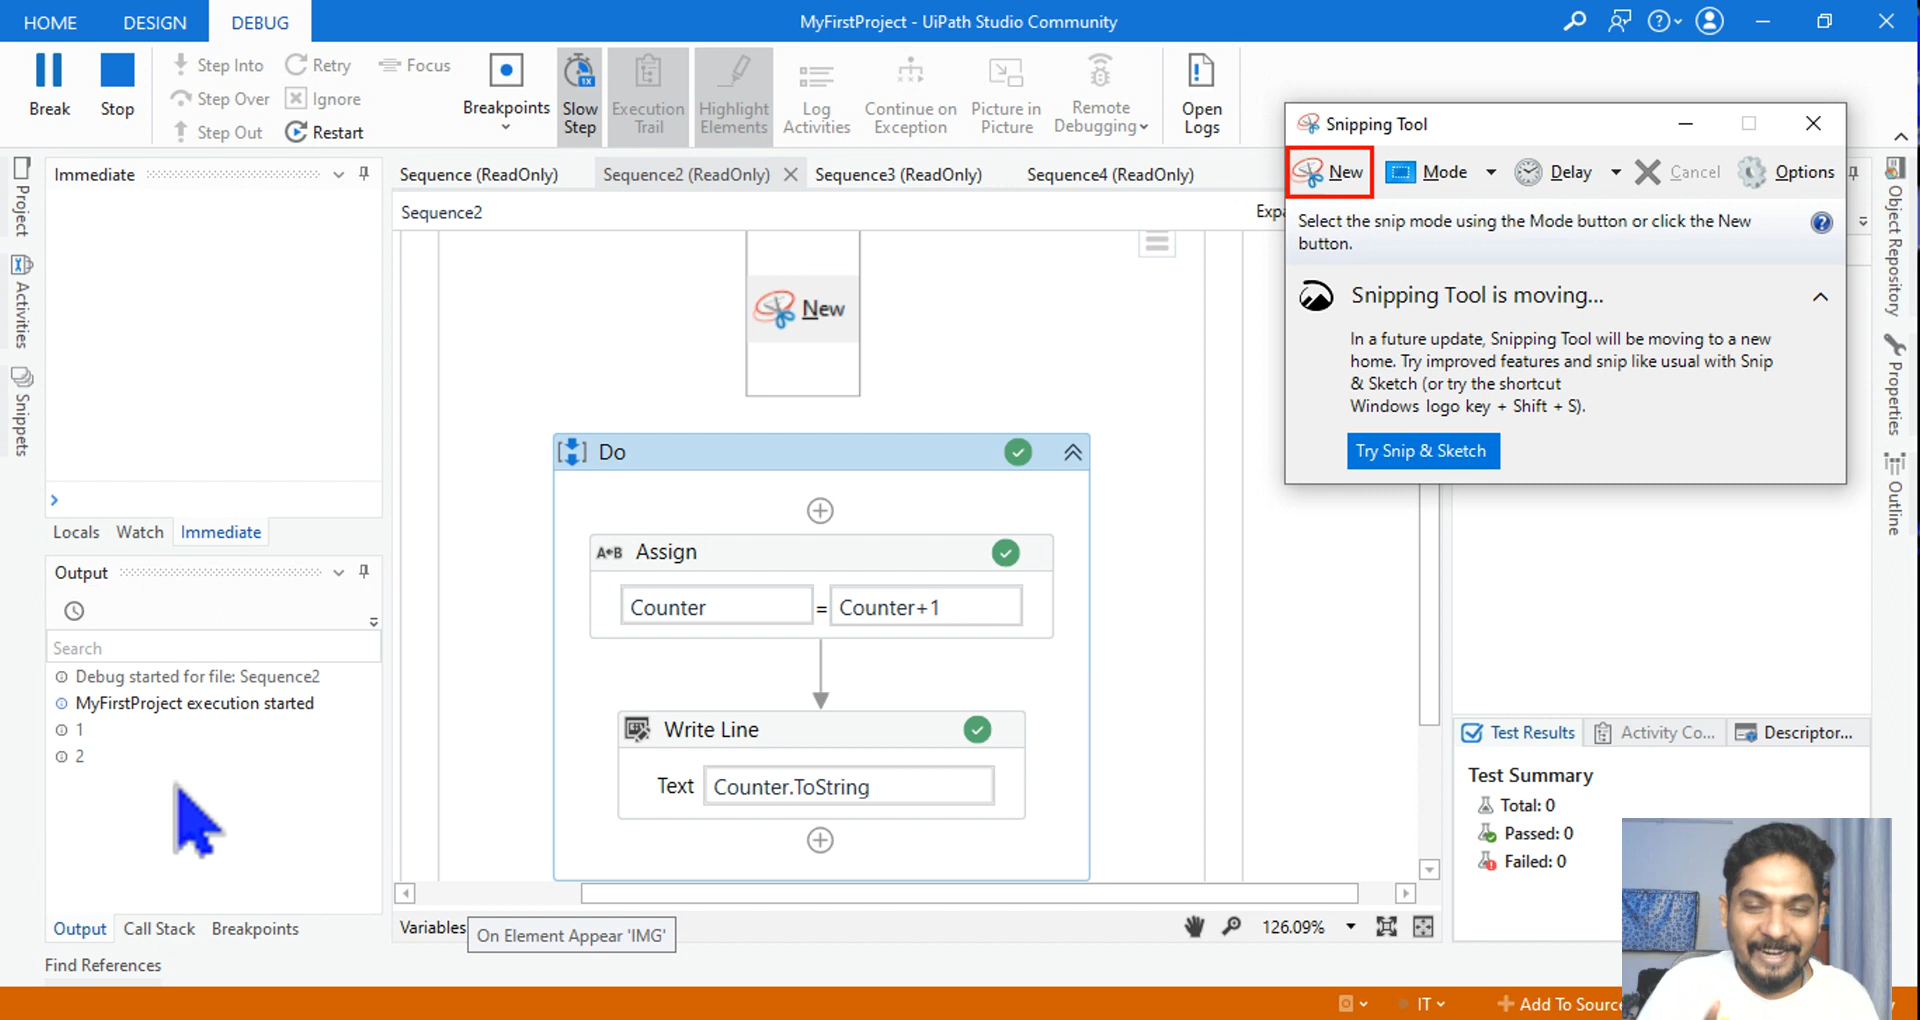 HOME
DESIGN
DEBUG
MyFirstProject - UiPath Studio Community
Break
Stop
Step Into
Step Over
Step Out
Retry
Ignore
Restart
Focus
Breakpoints
Slow
Step
1X
Execution
Trail
Highlight
Elements
Log
Activities
Continue on
Exception
Picture in
Picture
Remote
Debugging
Open
Logs
Project
Activities
Snippets
Immediate
Locals
Watch
Immediate
Output
Search
Debug started for file: Sequence2
MyFirstProject execution started
1
2
Output
Call Stack
Breakpoints
Find References
Sequence (ReadOnly)
Sequence2 (ReadOnly)
Sequence3 (ReadOnly)
Sequence4 (ReadOnly)
Sequence2
Expa
New
Do
A+B Assign
Counter = Counter+1
Write Line
Text Counter.ToString
Variables
On Element Appear 'IMG'
126.09%
Snipping Tool
New
Mode
Delay
Cancel
Options
Select the snip mode using the Mode button or click the New
button.
Snipping Tool is moving...
In a future update, Snipping Tool will be moving to a new
home. Try improved features and snip like usual with Snip
& Sketch (or try the shortcut
Windows logo key + Shift + S).
Try Snip & Sketch
Object Repository
Properties
Outline
Test Results
Activity Co...
Descriptor...
Test Summary
Total: 0
Passed: 0
Failed: 0
IT
Add To Source